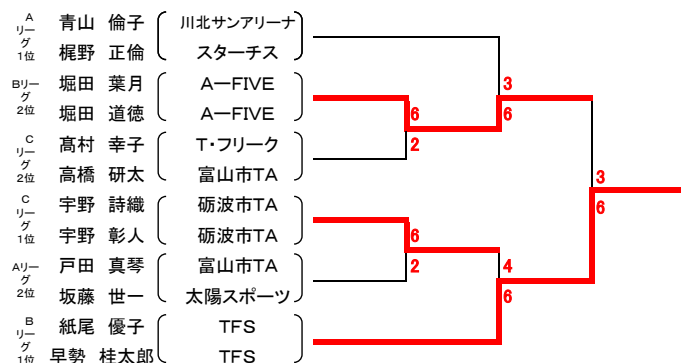 Aリーグ1位
青山 倫子 川北サンアリーナ
梶野 正倫 スターチス
Bリーグ2位
堀田 葉月 A－FIVE
堀田 道徳 A－FIVE
Cリーグ2位
髙村 幸子 T・フリーク
高橋 研太 富山市TA
Cリーグ1位
宇野 詩織 砺波市TA
宇野 彰人 砺波市TA
Aリーグ2位
戸田 真琴 富山市TA
坂藤 世一 太陽スポーツ
Bリーグ1位
紙尾 優子 TFS
早勢 桂太郎 TFS
6
2
3
6
6
2
4
6
3
6